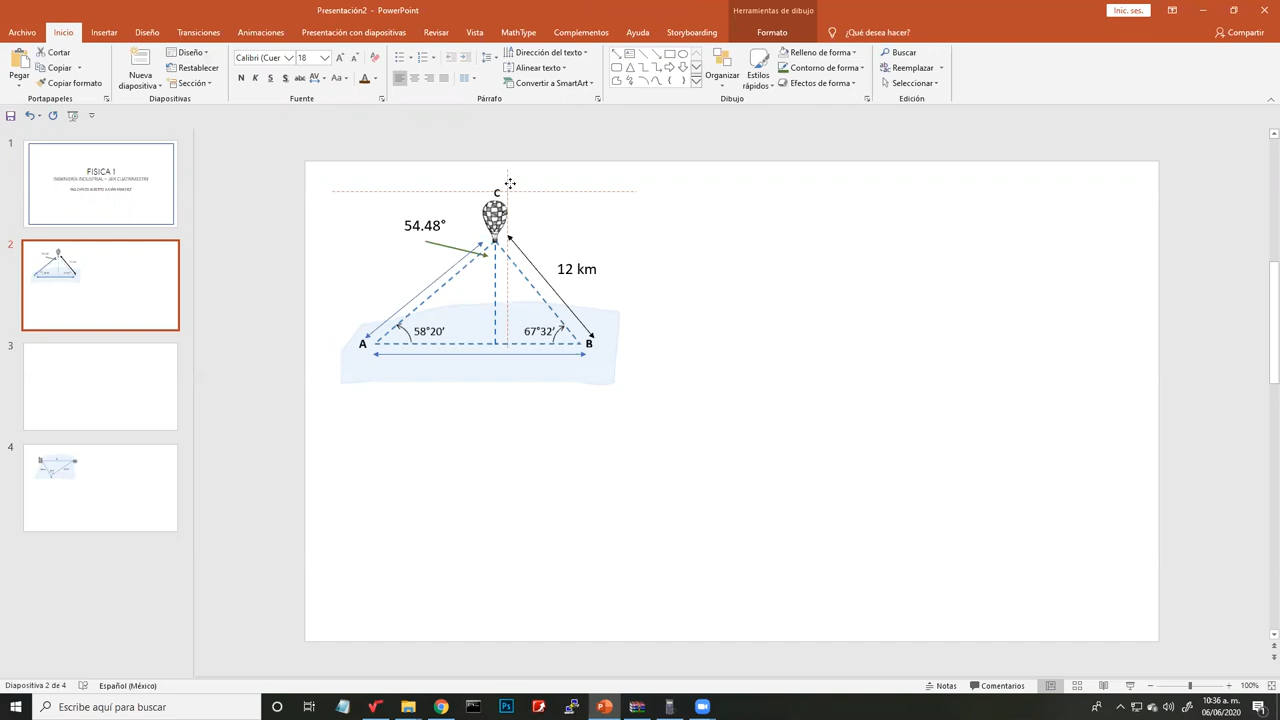 Presentación2 - PowerPoint
Herramientas de dibujo
Inic. ses.
Archivo
Inicio
Insertar
Diseño
Transiciones
Animaciones
Presentación con diapositivas
Revisar
Vista
MathType
Complementos
Ayuda
Storyboarding
Formato
¿Qué desea hacer?
Compartir
Pegar
Cortar
Copiar
Copiar formato
Portapapeles
Nueva diapositiva
Diseño
Restablecer
Sección
Diapositivas
Calibri (Cuer
18
N K S S abc AV Aa A
Fuente
Dirección del texto
Alinear texto
Convertir a SmartArt
Párrafo
Organizar
Estilos rápidos
Relleno de forma
Contorno de forma
Efectos de forma
Dibujo
Buscar
Reemplazar
Seleccionar
Edición
1
FISICA I
2
3
4
C
54.48°
12 km
58°20'
67°32'
A
B
Diapositiva 2 de 4
Español (México)
Notas
Comentarios
100%
Escribe aquí para buscar
10:36 a. m.
06/06/2020